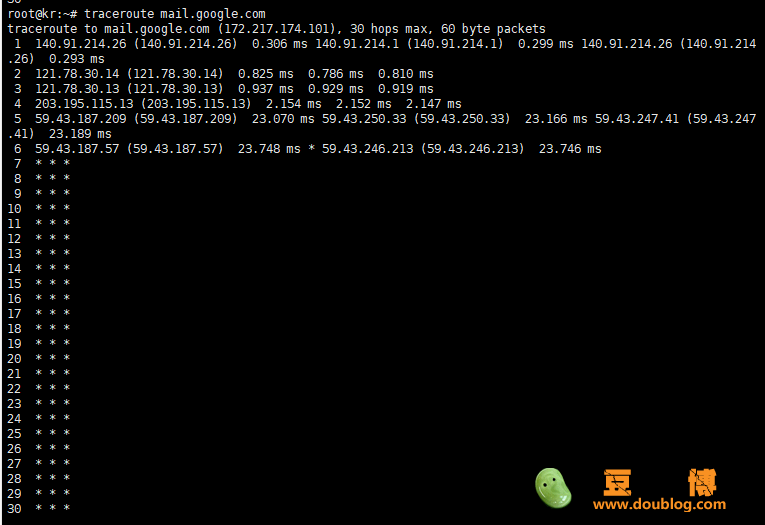 root@kr:~# traceroute mail.google.com
traceroute to mail.google.com (172.217.174.101), 30 hops max, 60 byte packets
1 140.91.214.26 (140.91.214.26) 0.306 ms 140.91.214.1 (140.91.214.1) 0.299 ms 140.91.214.26 (140.91.214
.26) 0.293 ms
2 121.78.30.14 (121.78.30.14) 0.825 ms 0.786 ms 0.810 ms
3 121.78.30.13 (121.78.30.13) 0.937 ms 0.929 ms 0.919 ms
4 203.195.115.13 (203.195.115.13) 2.154 ms 2.152 ms 2.147 ms
5 59.43.187.209 (59.43.187.209) 23.070 ms 59.43.250.33 (59.43.250.33) 23.166 ms 59.43.247.41 (59.43.247
.41) 23.189 ms
6 59.43.187.57 (59.43.187.57) 23.748 ms * 59.43.246.213 (59.43.246.213) 23.746 ms
7 * * *
8 * * *
9 * * *
10 * * *
11 * * *
12 * * *
13 * * *
14 * * *
15 * * *
16 * * *
17 * * *
18 * * *
19 * * *
20 * * *
21 * * *
22 * * *
23 * * *
24 * * *
25 * * *
26 * * *
27 * * *
28 * * *
29 * * *
30 * * *
豆 博
www.doublog.com